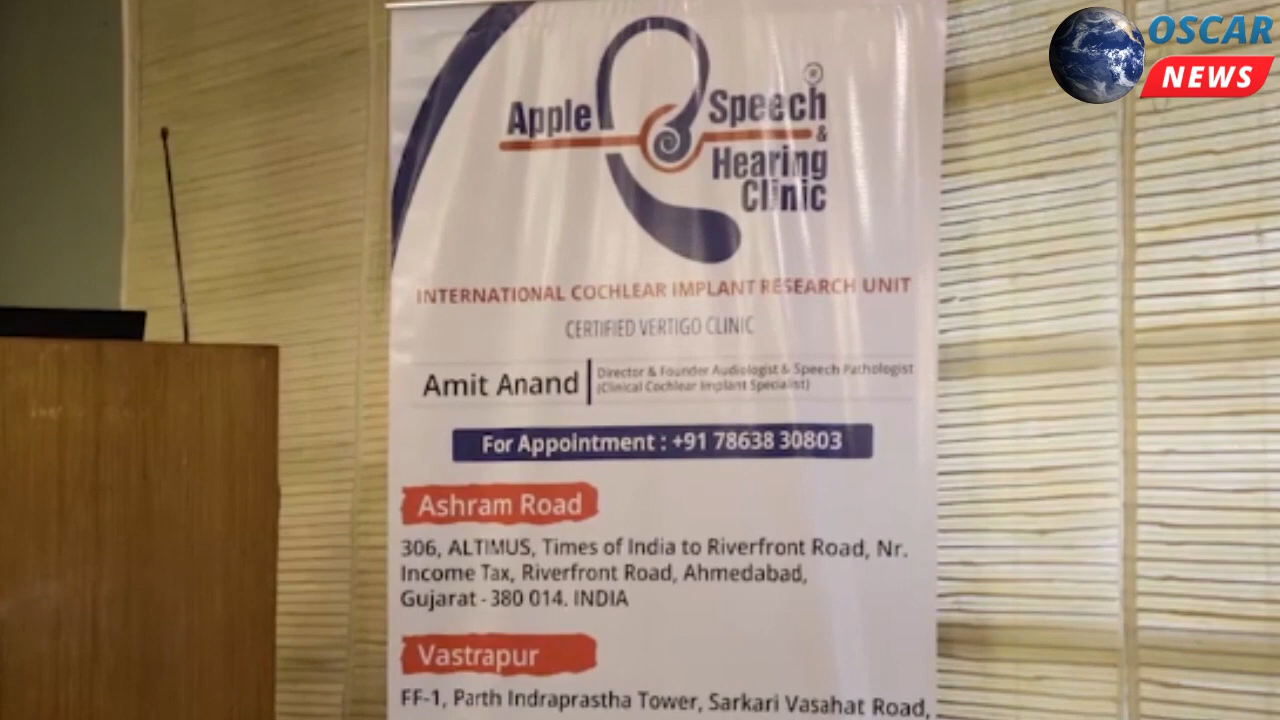 OSCAR
NEWS
Apple Speech
&
Hearing
Clinic
INTERNATIONAL COCHLEAR IMPLANT RESEARCH UNIT
CERTIFIED VERTIGO CLINIC
Amit Anand
Director & Founder Audiologist & Speech Pathologist
(Clinical Cochlear Implant Specialist)
For Appointment : +91 78638 30803
Ashram Road
306, ALTIMUS, Times of India to Riverfront Road, Nr.
Income Tax, Riverfront Road, Ahmedabad,
Gujarat - 380 014. INDIA
Vastrapur
FF-1, Parth Indraprastha Tower, Sarkari Vasahat Road,